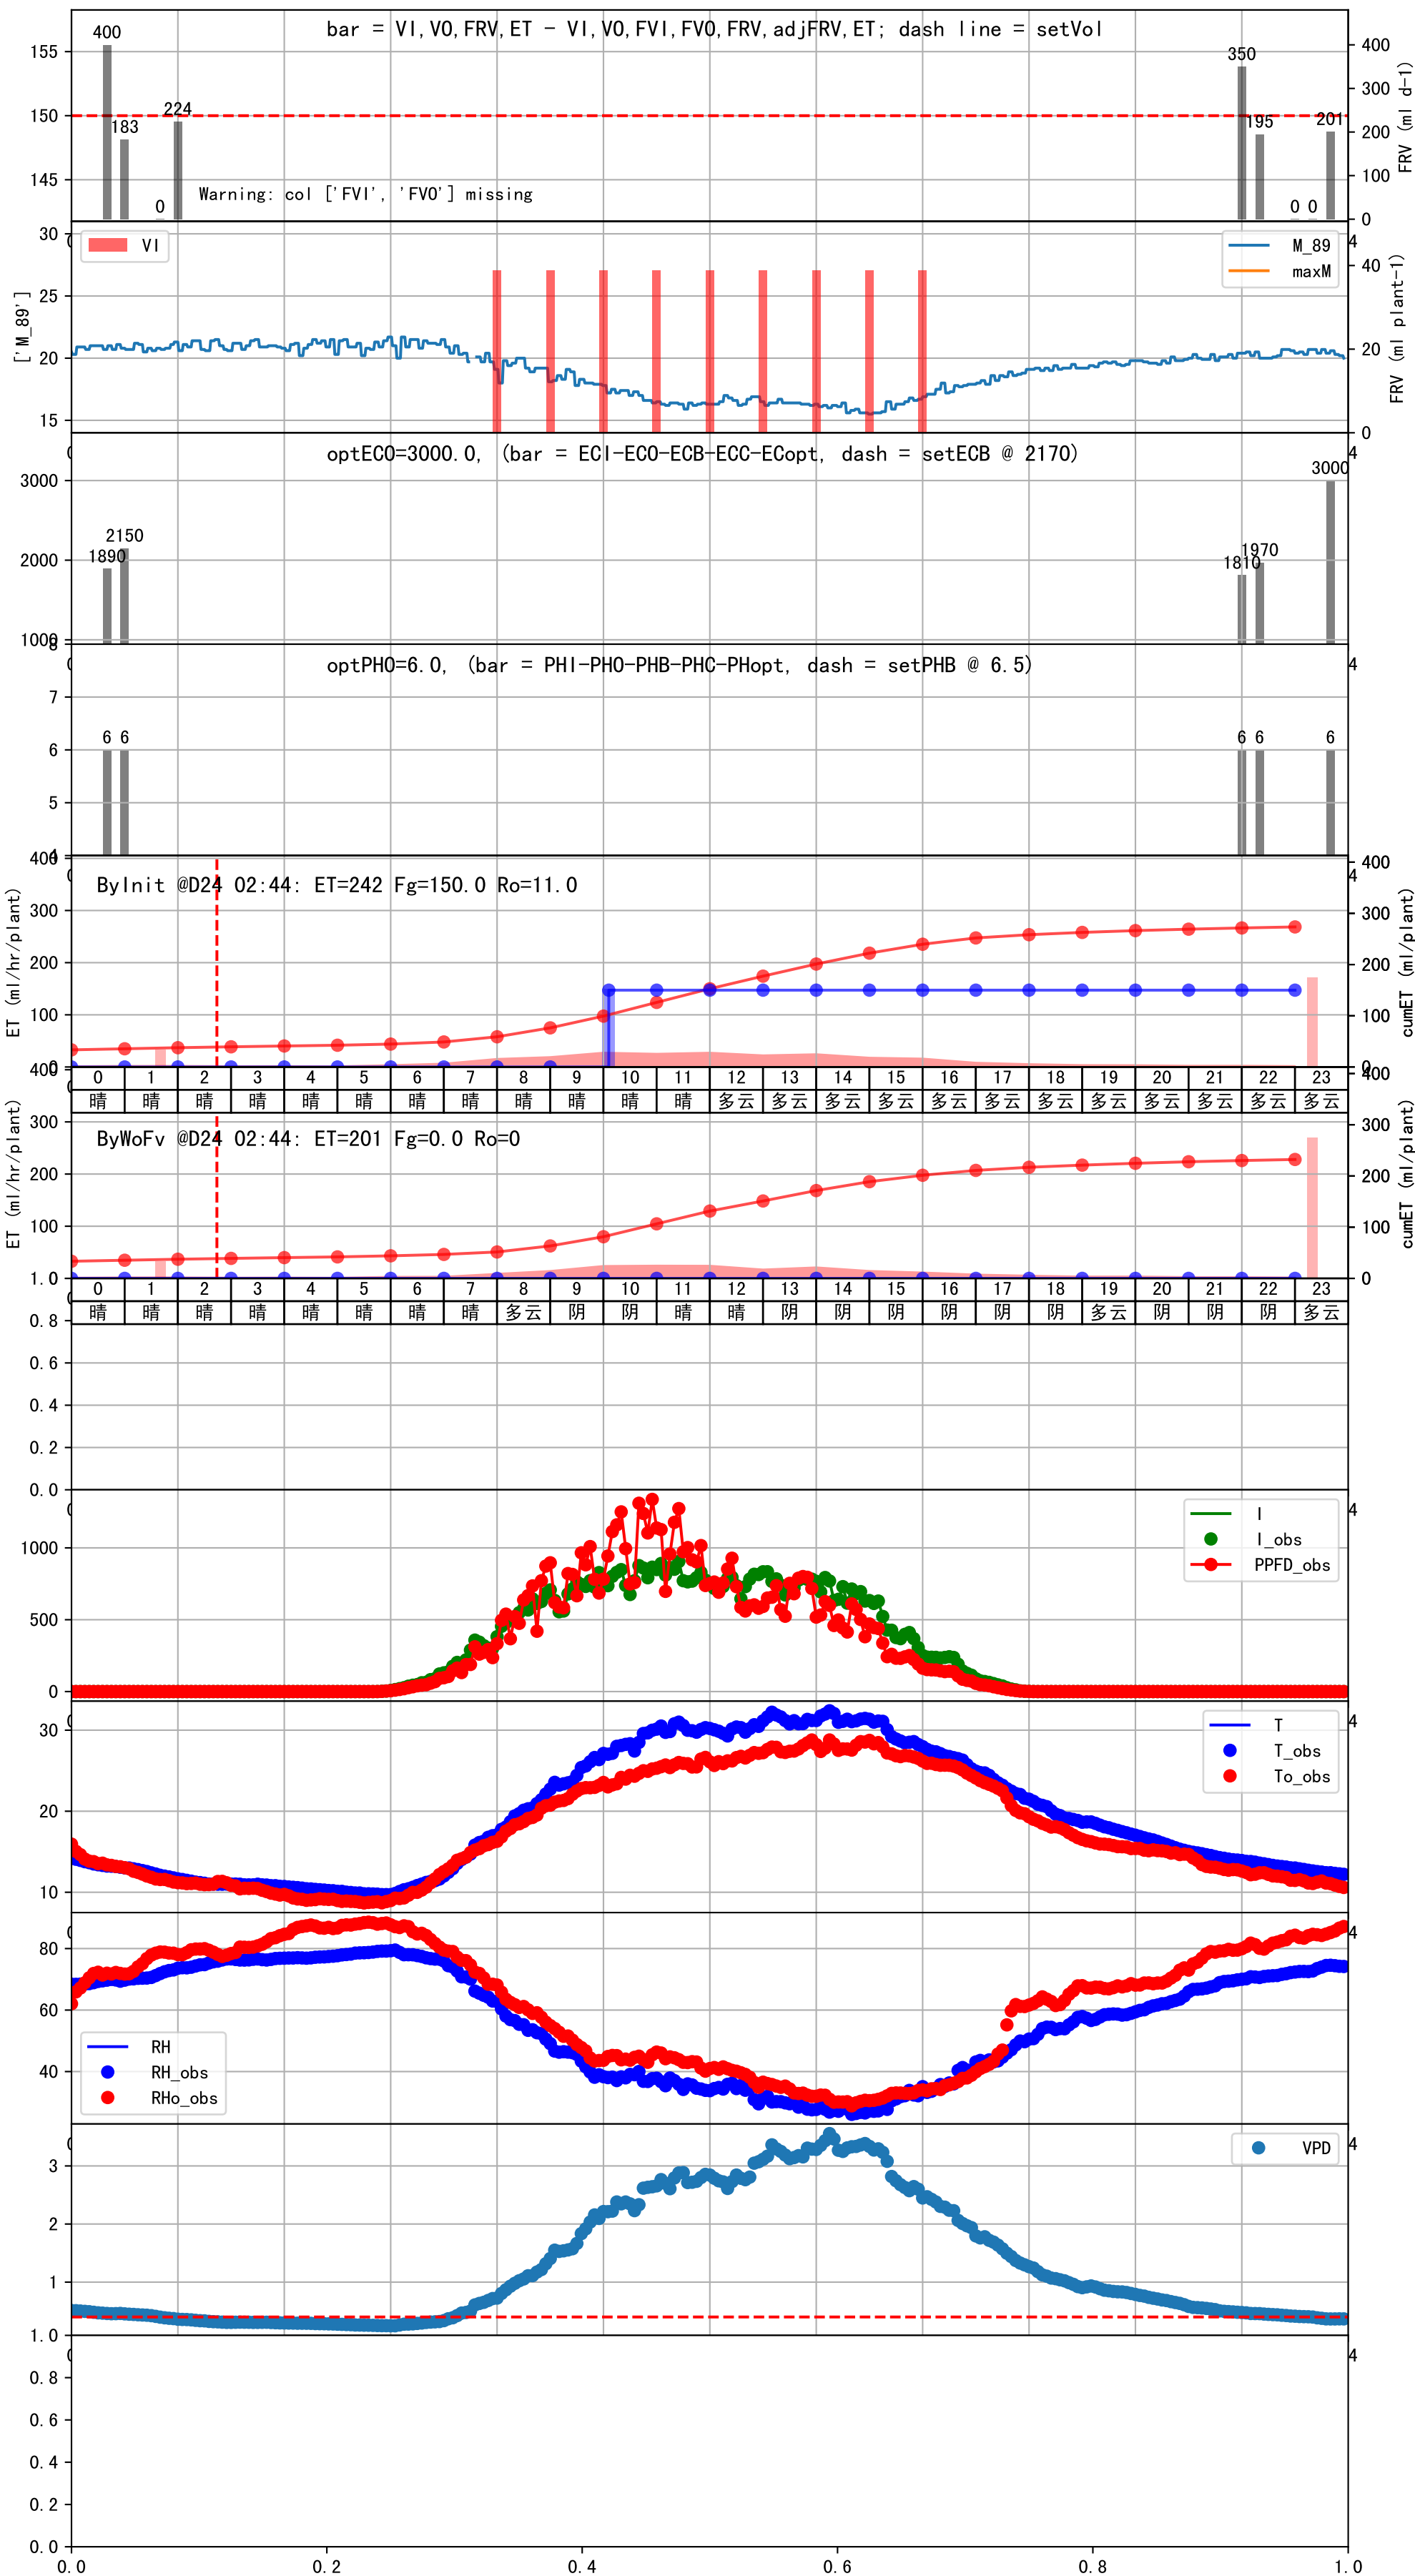 bar = VI,VO,FRV,ET - VI,VO,FVI,FVO,FRV,adjFRV,ET; dash line = setVol
400
183
0
224
350
195
0 0
201
155
150
145
400
300
200
100
0
FRV (ml d-1)
Warning: col ['FVI', 'FVO'] missing
VI
M_89
maxM
['M_89']
30
25
20
15
40
20
0
FRV (ml plant-1)
optECO=3000.0, (bar = ECI-ECO-ECB-ECC-ECopt, dash = setECB @ 2170)
3000
2000
1000
1890
2150
1810
1970
3000
optPHO=6.0, (bar = PHI-PHO-PHB-PHC-PHopt, dash = setPHB @ 6.5)
8
7
6
5
4
6 6
6 6
6
ByInit @D24 02:44: ET=242 Fg=150.0 Ro=11.0
ET (ml/hr/plant)
400
300
200
100
0
400
300
200
100
0
cumET (ml/plant)
0 1 2 3 4 5 6 7 8 9 10 11 12 13 14 15 16 17 18 19 20 21 22 23
晴 晴 晴 晴 晴 晴 晴 晴 晴 阴 晴 晴 多云 多云 多云 多云 多云 多云 多云 多云 多云 多云 多云 多云
ByWoFv @D24 02:44: ET=201 Fg=0.0 Ro=0
ET (ml/hr/plant)
400
300
200
100
400
300
200
100
0
cumET (ml/plant)
0 1 2 3 4 5 6 7 8 9 10 11 12 13 14 15 16 17 18 19 20 21 22 23
晴 晴 晴 晴 晴 晴 晴 晴 多云 阴 阴 晴 晴 阴 阴 阴 阴 阴 阴 多云 阴 阴 阴 多云
1.0
0.8
0.6
0.4
0.2
0.0
I
I_obs
PPFD_obs
1000
500
0
T
T_obs
To_obs
30
20
10
RH
RH_obs
RHo_obs
80
60
40
VPD
3
2
1
1.0
0.8
0.6
0.4
0.2
0.0
0.0 0.2 0.4 0.6 0.8 1.0